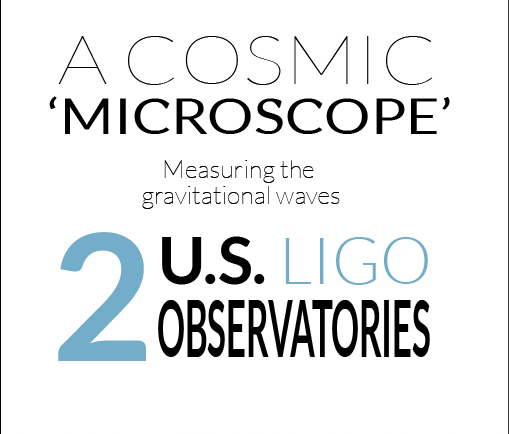 A COSMIC
‘MICROSCOPE’
Measuring the
gravitational waves
2 U.S. LIGO
OBSERVATORIES